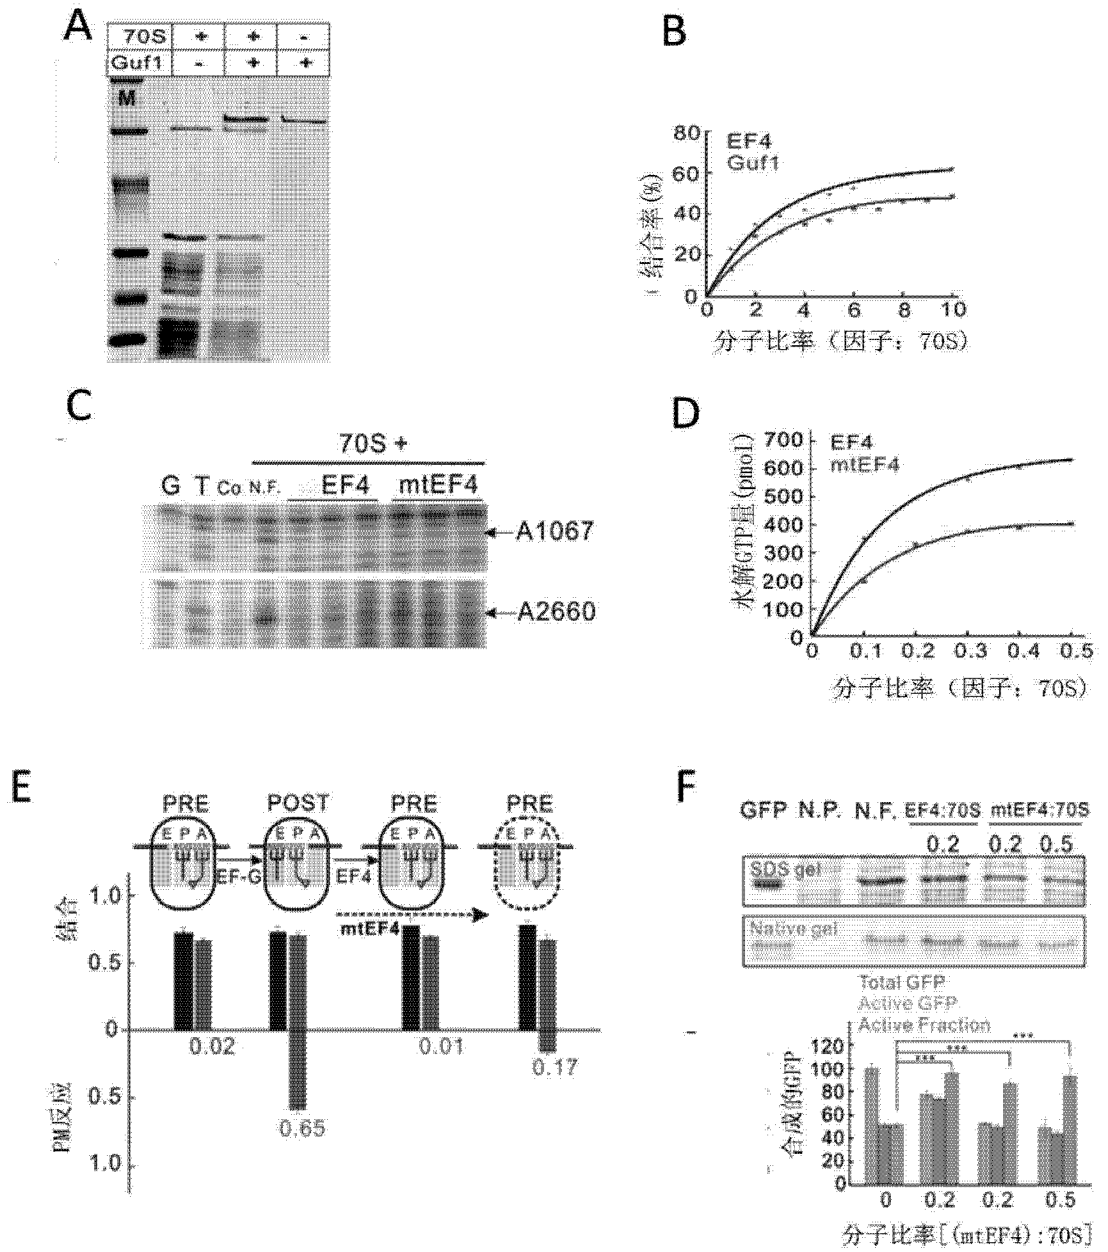 A
70S + + -
Guf1 - + +
M
B
80
60
40
20
0
EF4
Guf1
结合率(%)
0 2 4 6 8 10
分子比率（因子：70S）
C
70S +
G T Co N.F. EF4 mtEF4
A1067
A2660
D
700
600
500
400
300
200
100
0
EF4
mtEF4
水解GTP量(pmol)
0 0.1 0.2 0.3 0.4 0.5
分子比率（因子：70S）
E
PRE POST PRE PRE
E P A E P A E P A E P A
EF-G EF4
mtEF4
1.0
0.5
0
0.5
1.0
结合
PM反应
0.02 0.65 0.01 0.17
F
GFP N.P. N.F. EF4:70S mtEF4:70S
0.2 0.2 0.5
SDS gel
Native gel
Total GFP
Active GFP
Active Fraction
*** *** ***
120
100
80
60
40
20
0
合成的GFP
0 0.2 0.2 0.5
分子比率[(mtEF4):70S]